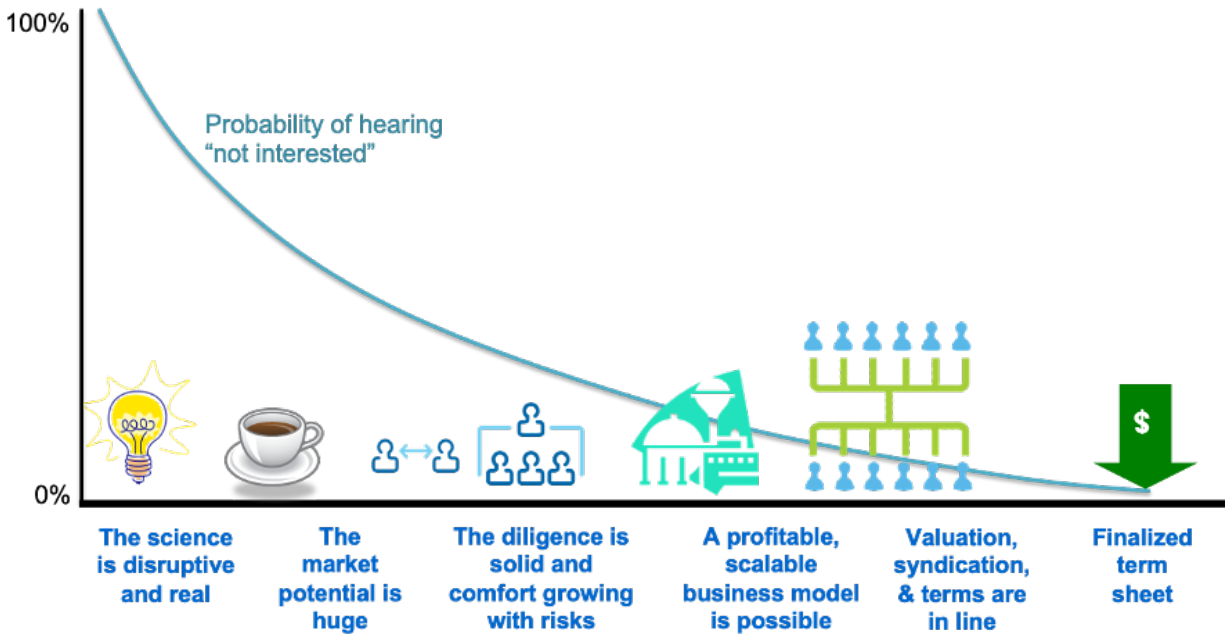 100%
Probability of hearing
“not interested”
$
0%
The science
is disruptive
and real
The
market
potential is
huge
The diligence is
solid and
comfort growing
with risks
A profitable,
scalable
business model
is possible
Valuation,
syndication,
& terms are
in line
Finalized
term
sheet